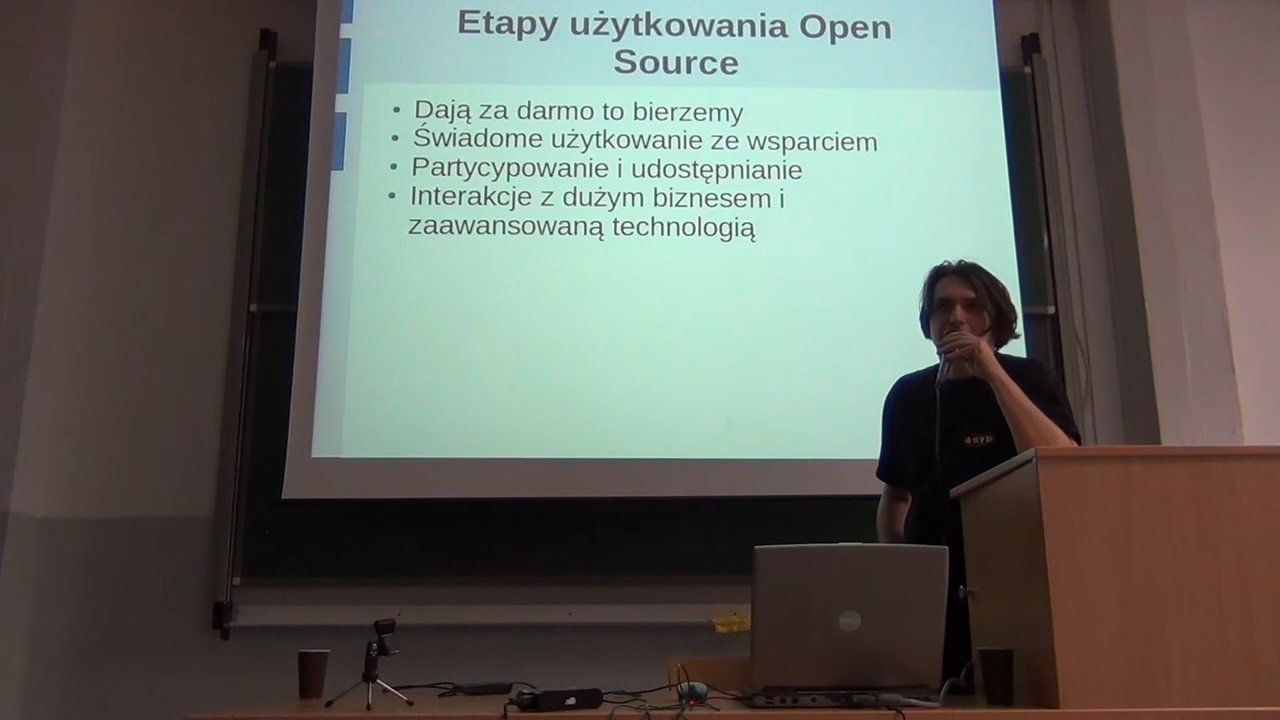 Etapy użytkowania Open
Source
• Dają za darmo to bierzemy
• Świadome użytkowanie ze wsparciem
• Partycypowanie i udostępnianie
• Interakcje z dużym biznesem i
zaawansowaną technologią